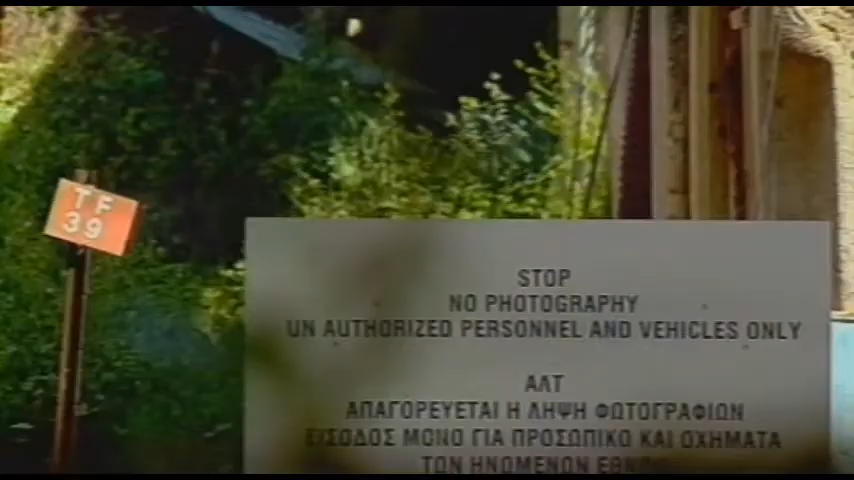 TF
39
STOP
NO PHOTOGRAPHY
UN AUTHORIZED PERSONNEL AND VEHICLES ONLY
ΑΛΤ
ΑΠΑΓΟΡΕΥΕΤΑΙ Η ΛΗΨΗ ΦΩΤΟΓΡΑΦΙΩΝ
ΕΙΣΟΔΟΣ ΜΟΝΟ ΓΙΑ ΠΡΟΣΩΠΙΚΟ ΚΑΙ ΟΧΗΜΑΤΑ
ΤΩΝ ΗΝΩΜΕΝΩΝ